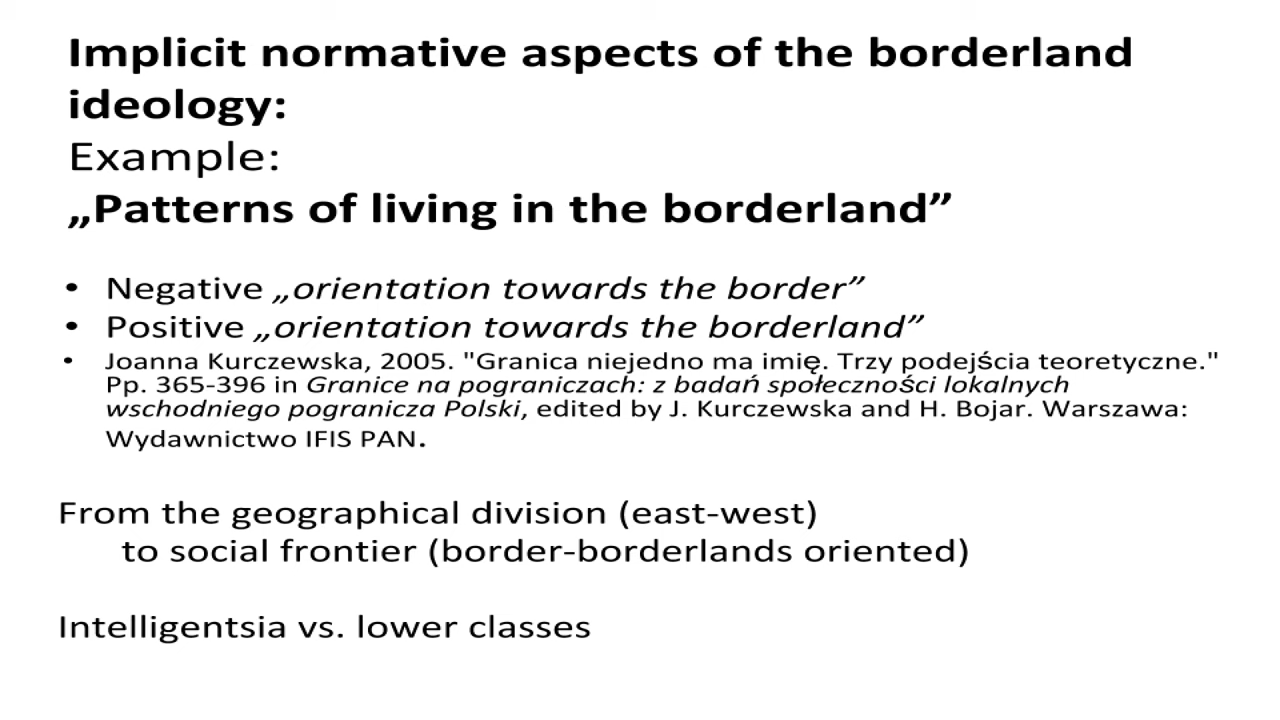 Implicit normative aspects of the borderland
ideology:
Example:
„Patterns of living in the borderland”
• Negative „orientation towards the border”
• Positive „orientation towards the borderland”
• Joanna Kurczewska, 2005. "Granica niejedno ma imię. Trzy podejścia teoretyczne."
Pp. 365-396 in Granice na pograniczach: z badań społeczności lokalnych
wschodniego pogranicza Polski, edited by J. Kurczewska and H. Bojar. Warszawa:
Wydawnictwo IFIS PAN.
From the geographical division (east-west)
to social frontier (border-borderlands oriented)
Intelligentsia vs. lower classes